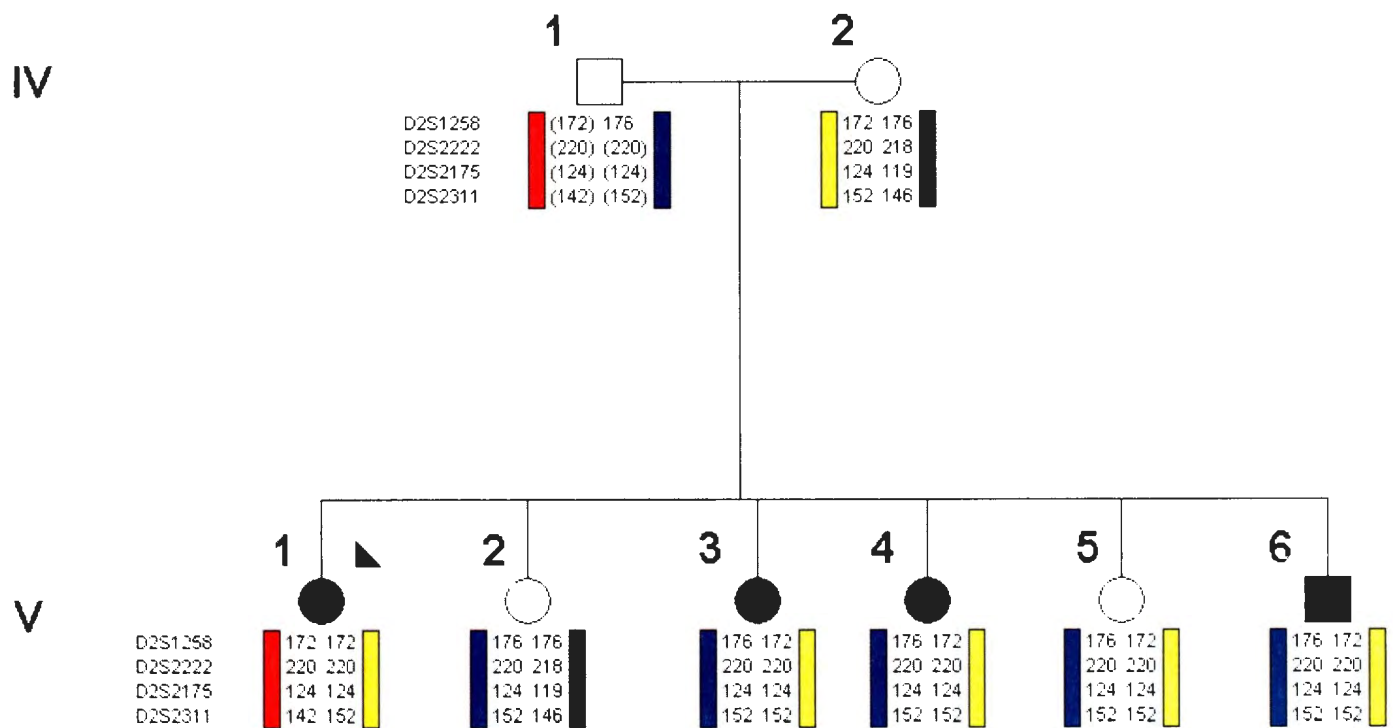 1 2
IV
D2S1258 (172) 176 172 176
D2S2222 (220) (220) 220 218
D2S2175 (124) (124) 124 119
D2S2311 (142) (152) 152 146
1 2 3 4 5 6
V
D2S1258 172 172 176 176 176 172 176 172 176 172 176 172
D2S2222 220 220 220 218 220 220 220 220 220 220 220 220
D2S2175 124 124 124 119 124 124 124 124 124 124 124 124
D2S2311 142 152 152 146 152 152 152 152 152 152 152 152